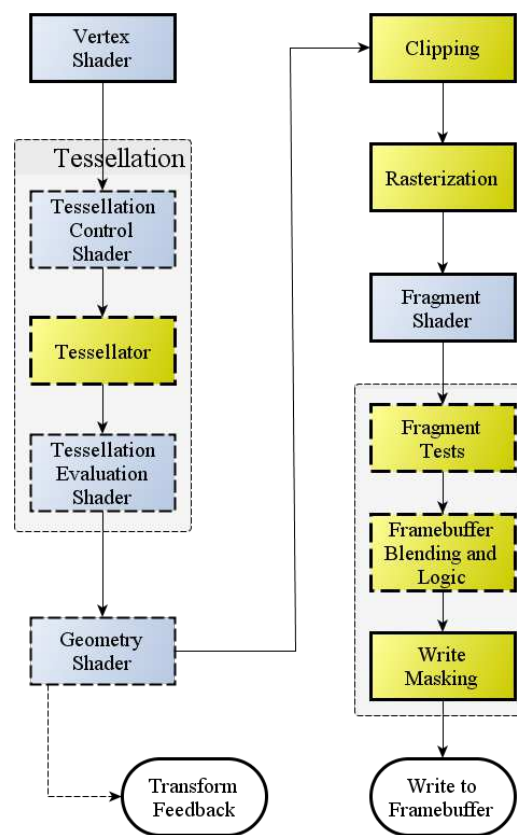 Vertex
Shader
Tessellation
Tessellation
Control
Shader
Tessellator
Tessellation
Evaluation
Shader
Geometry
Shader
Transform
Feedback
Clipping
Rasterization
Fragment
Shader
Fragment
Tests
Framebuffer
Blending and
Logic
Write
Masking
Write to
Framebuffer